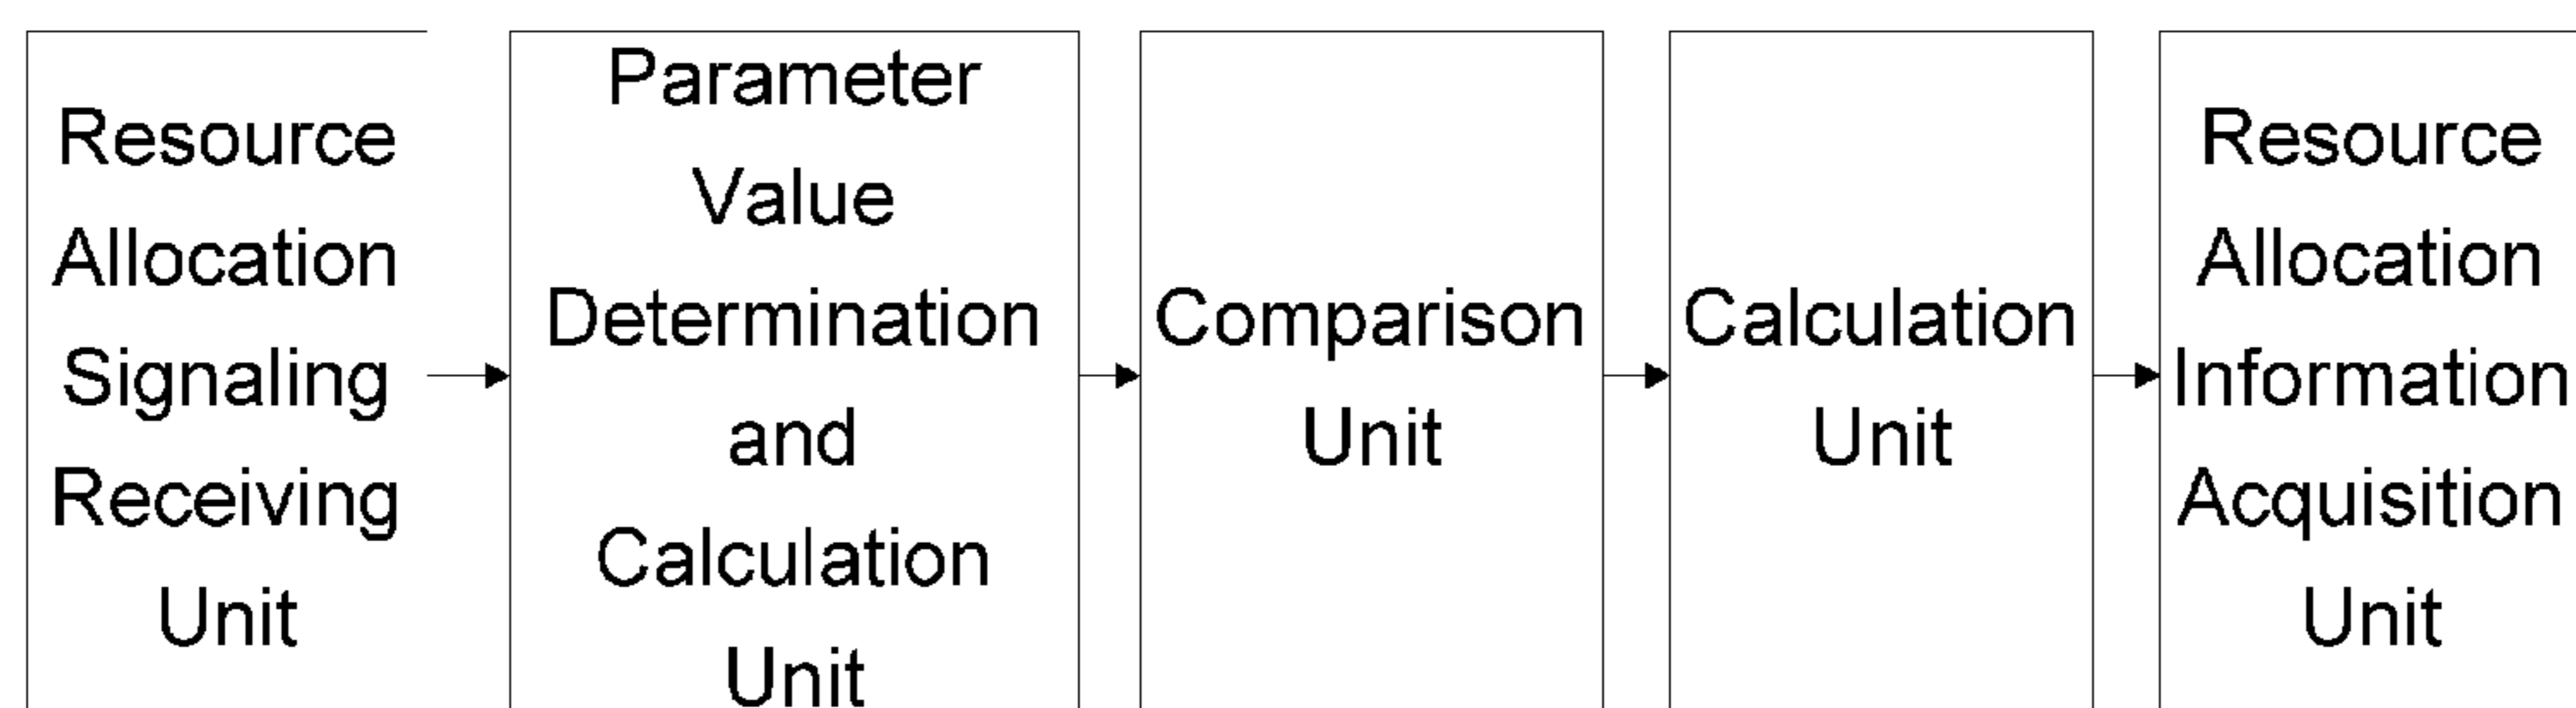 Resource
Allocation
Signaling
Receiving
Unit
Parameter
Value
Determination
and
Calculation
Unit
Comparison
Unit
Calculation
Unit
Resource
Allocation
Information
Acquisition
Unit